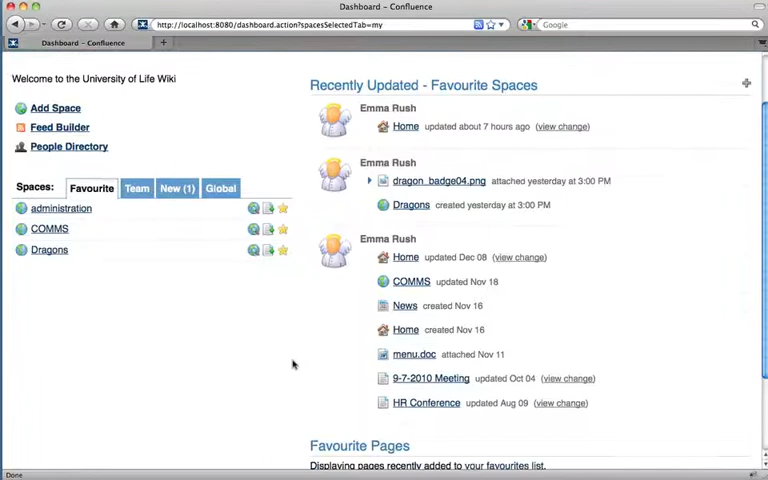 Dashboard - Confluence
http://localhost:8080/dashboard.action?spacesSelectedTab=my
Google
Dashboard - Confluence
Welcome to the University of Life Wiki
Add Space
Feed Builder
People Directory
Spaces: Favourite Team New (1) Global
administration
COMMS
Dragons
Recently Updated - Favourite Spaces
Emma Rush
Home updated about 7 hours ago (view change)
Emma Rush
dragon_badge04.png attached yesterday at 3:00 PM
Dragons created yesterday at 3:00 PM
Emma Rush
Home updated Dec 08 (view change)
COMMS updated Nov 18
News created Nov 16
Home created Nov 16
menu.doc attached Nov 11
9-7-2010 Meeting updated Oct 04 (view change)
HR Conference updated Aug 09 (view change)
Favourite Pages
Displaying pages recently added to your favourites list.
Done